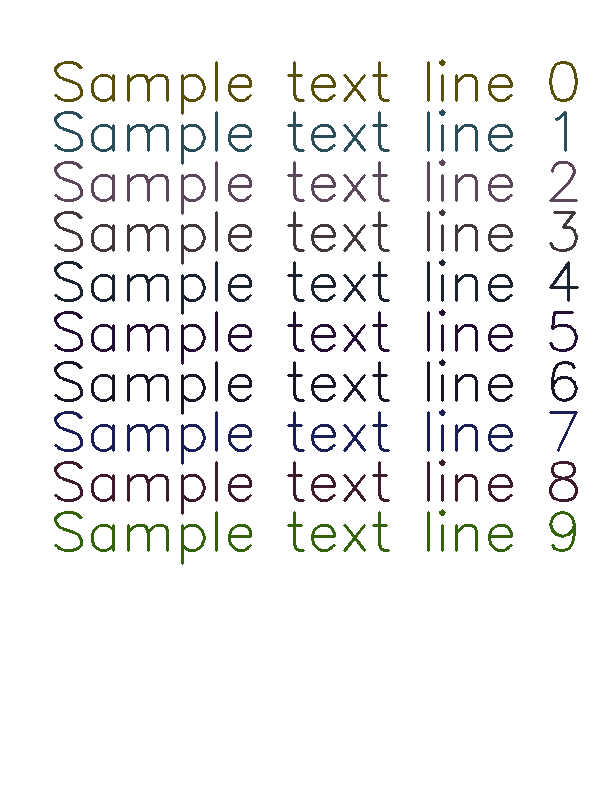 Sample text line 0
Sample text line 1
Sample text line 2
Sample text line 3
Sample text line 4
Sample text line 5
Sample text line 6
Sample text line 7
Sample text line 8
Sample text line 9